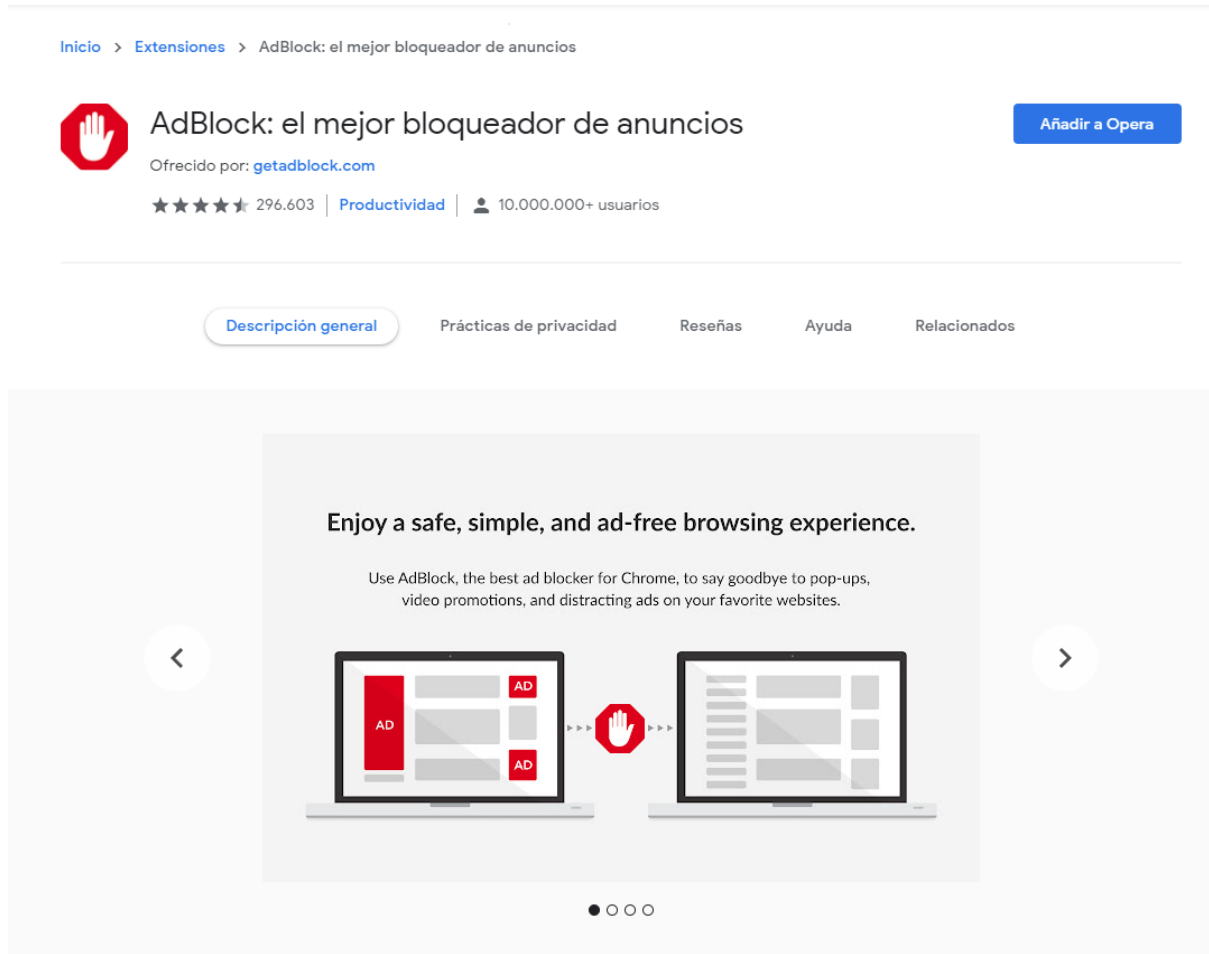 Inicio > Extensiones > AdBlock: el mejor bloqueador de anuncios
AdBlock: el mejor bloqueador de anuncios
Añadir a Opera
Ofrecido por: getadblock.com
296.603 | Productividad | 10.000.000+ usuarios
Descripción general Prácticas de privacidad Reseñas Ayuda Relacionados
Enjoy a safe, simple, and ad-free browsing experience.
Use AdBlock, the best ad blocker for Chrome, to say goodbye to pop-ups,
video promotions, and distracting ads on your favorite websites.
AD
AD
AD